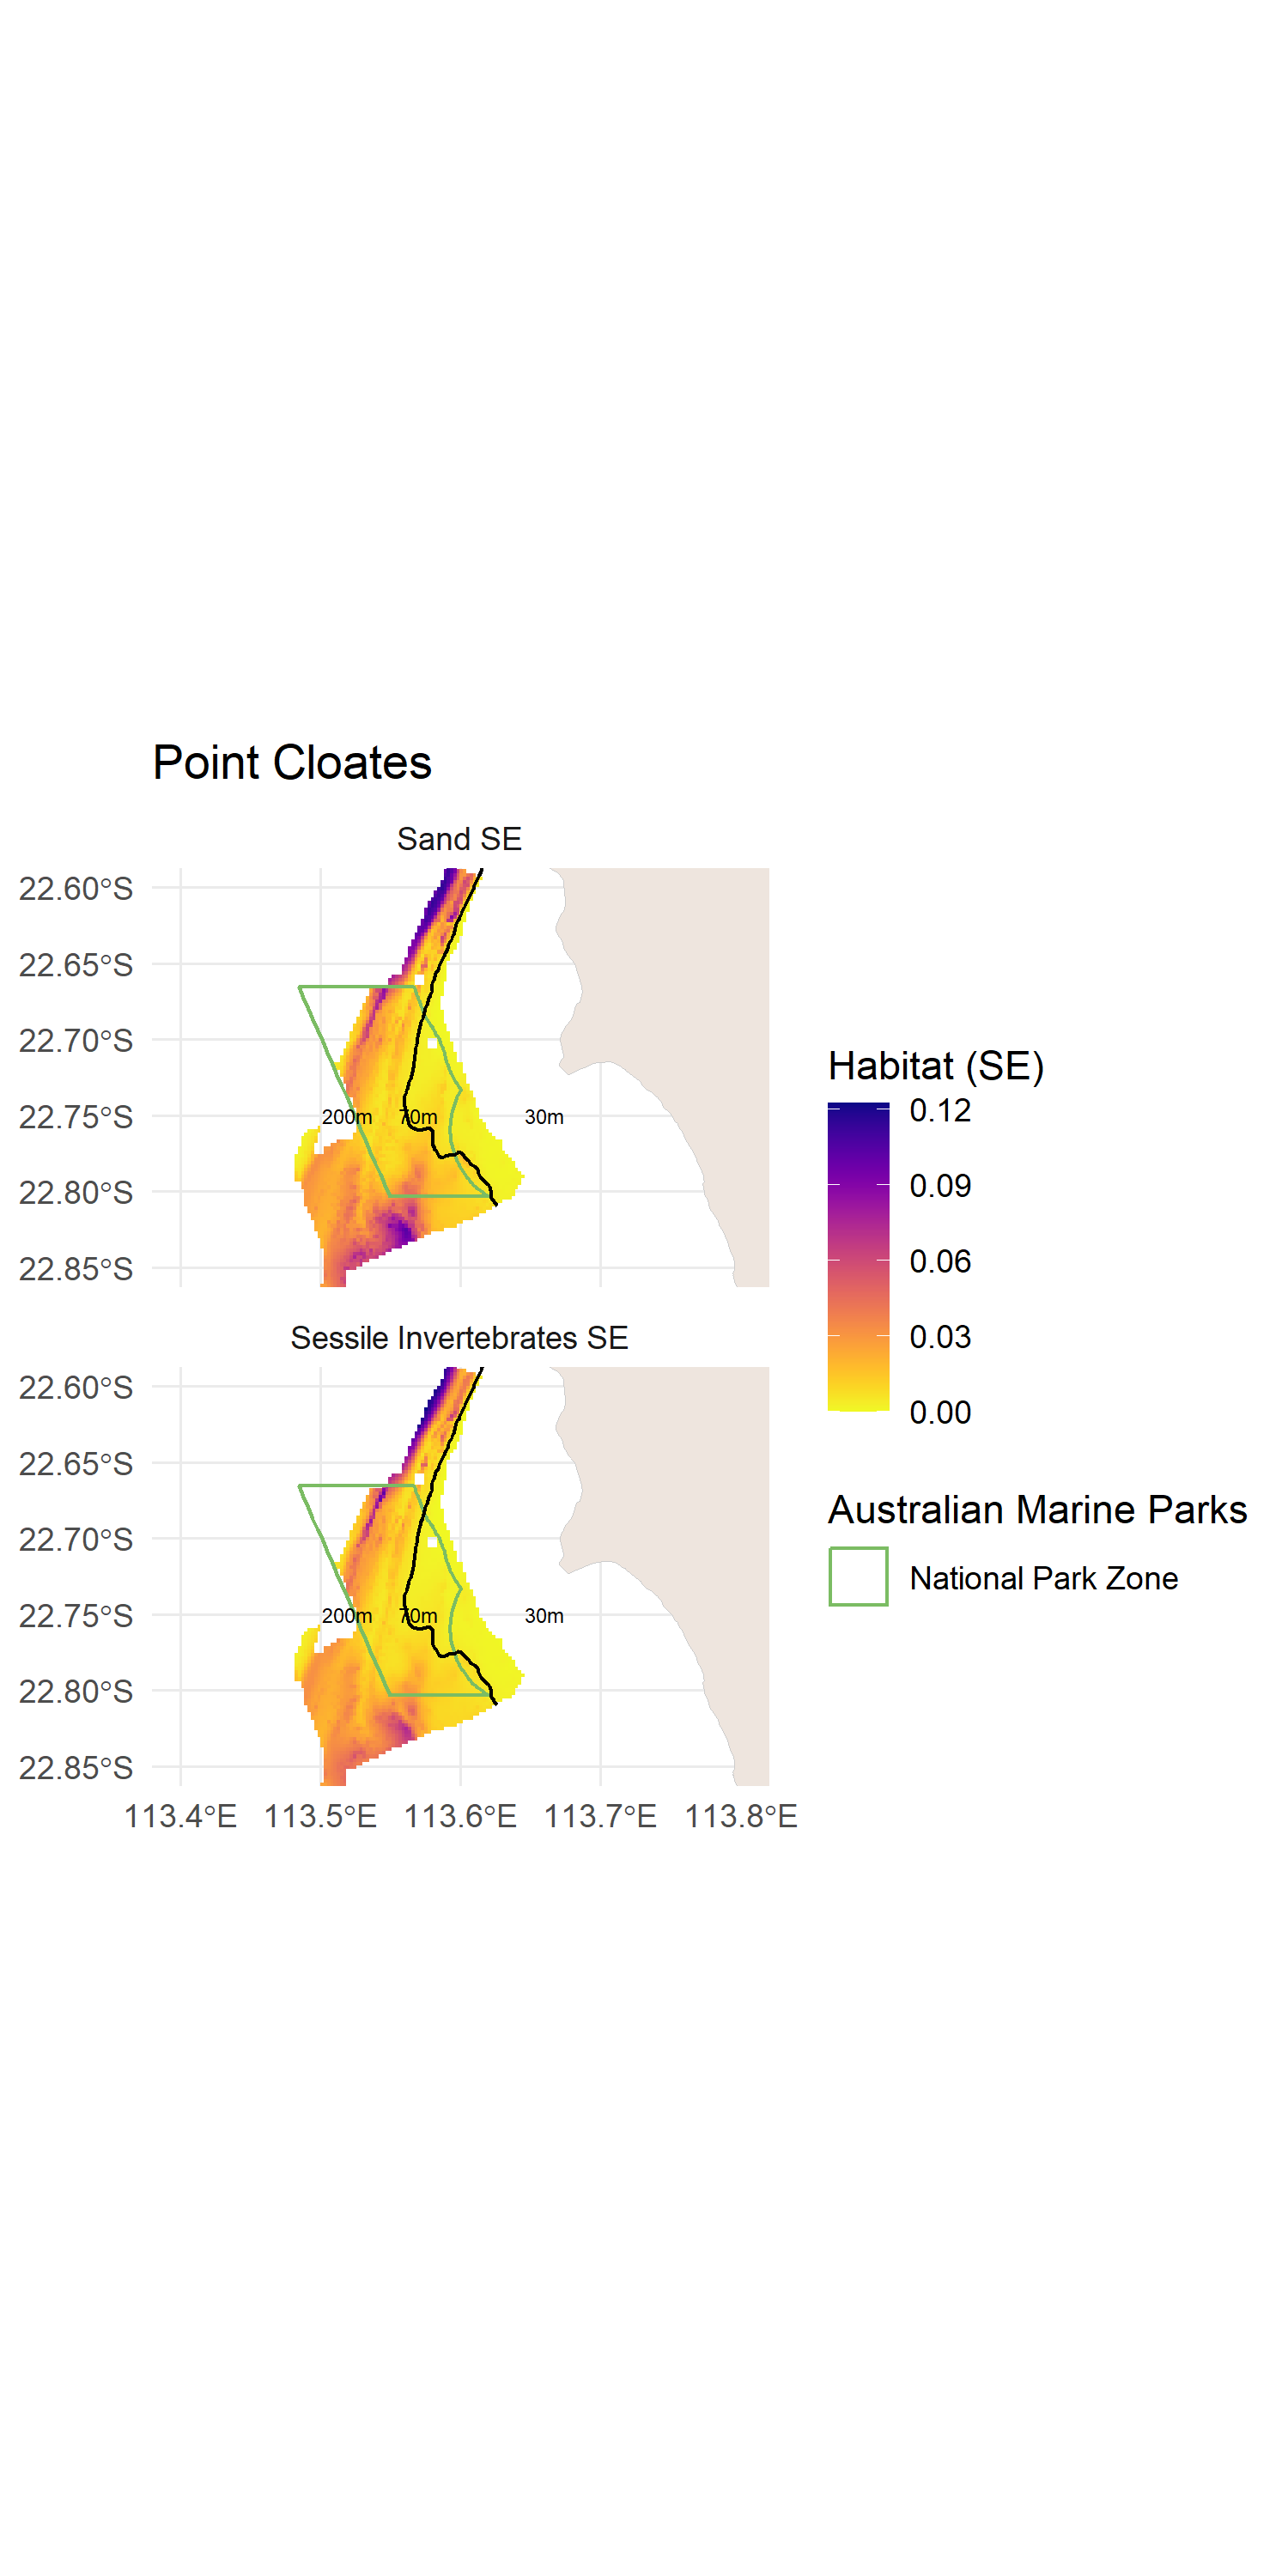 Point Cloates
Sand SE
22.60°S
22.65°S
22.70°S
22.75°S
22.80°S
22.85°S
200m 70m 30m
Sessile Invertebrates SE
22.60°S
22.65°S
22.70°S
22.75°S
22.80°S
22.85°S
200m 70m 30m
113.4°E 113.5°E 113.6°E 113.7°E 113.8°E
Habitat (SE)
0.12
0.09
0.06
0.03
0.00
Australian Marine Parks
National Park Zone